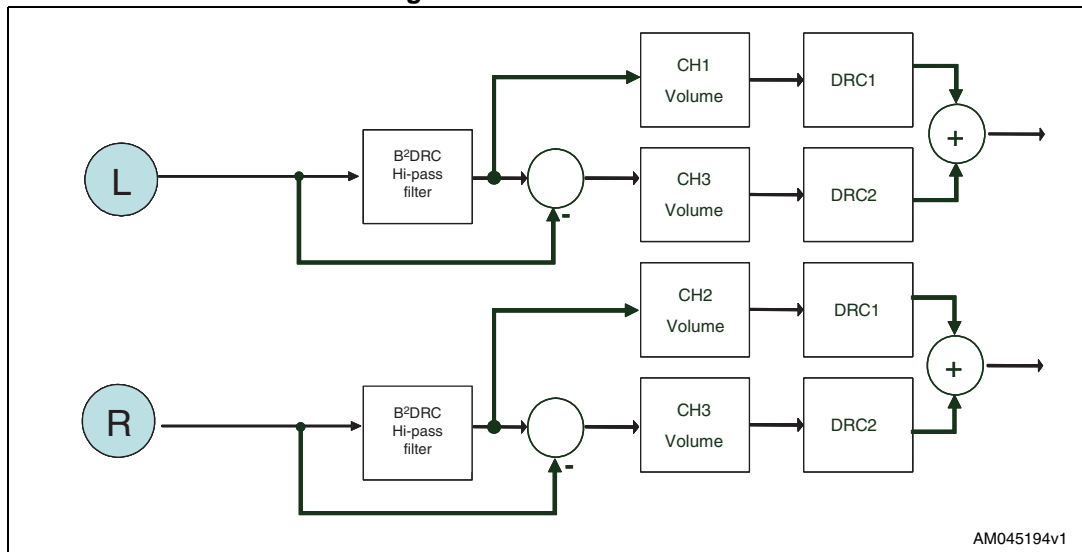 g
L
B²DRC
Hi-pass
filter
-
CH1
Volume
DRC1
CH3
Volume
DRC2
+
R
B²DRC
Hi-pass
filter
-
CH2
Volume
DRC1
CH3
Volume
DRC2
+
AM045194v1